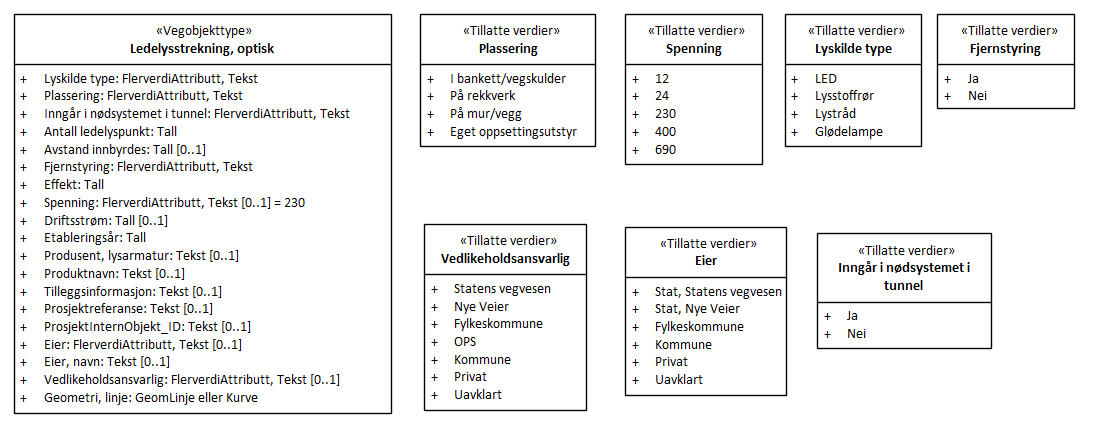 «Vegobjekttype»
Ledelysstrekning, optisk
+ Lyskilde type: FlerverdiAttributt, Tekst
+ Plassering: FlerverdiAttributt, Tekst
+ Inngår i nødsystemet i tunnel: FlerverdiAttributt, Tekst
+ Antall ledelyspunkt: Tall
+ Avstand innbyrdes: Tall [0..1]
+ Fjernstyring: FlerverdiAttributt, Tekst
+ Effekt: Tall
+ Spenning: FlerverdiAttributt, Tekst [0..1] = 230
+ Driftsstrøm: Tall [0..1]
+ Etableringsår: Tall
+ Produsent, lysarmatur: Tekst [0..1]
+ Produktnavn: Tekst [0..1]
+ Tilleggsinformasjon: Tekst [0..1]
+ Prosjektreferanse: Tekst [0..1]
+ ProsjektInternObjekt_ID: Tekst [0..1]
+ Eier: FlerverdiAttributt, Tekst [0..1]
+ Eier, navn: Tekst [0..1]
+ Vedlikeholdsansvarlig: FlerverdiAttributt, Tekst [0..1]
+ Geometri, linje: GeomLinje eller Kurve
«Tillatte verdier»
Plassering
+ I bankett/vegskulder
+ På rekkverk
+ På mur/vegg
+ Eget oppsettingsutstyr
«Tillatte verdier»
Spenning
+ 12
+ 24
+ 230
+ 400
+ 690
«Tillatte verdier»
Lyskilde type
+ LED
+ Lysstoffrør
+ Lystråd
+ Glødelampe
«Tillatte verdier»
Fjernstyring
+ Ja
+ Nei
«Tillatte verdier»
Vedlikeholdsansvarlig
+ Statens vegvesen
+ Nye Veier
+ Fylkeskommune
+ OPS
+ Kommune
+ Privat
+ Uavklart
«Tillatte verdier»
Eier
+ Stat, Statens vegvesen
+ Stat, Nye Veier
+ Fylkeskommune
+ Kommune
+ Privat
+ Uavklart
«Tillatte verdier»
Inngår i nødsystemet i
tunnel
+ Ja
+ Nei